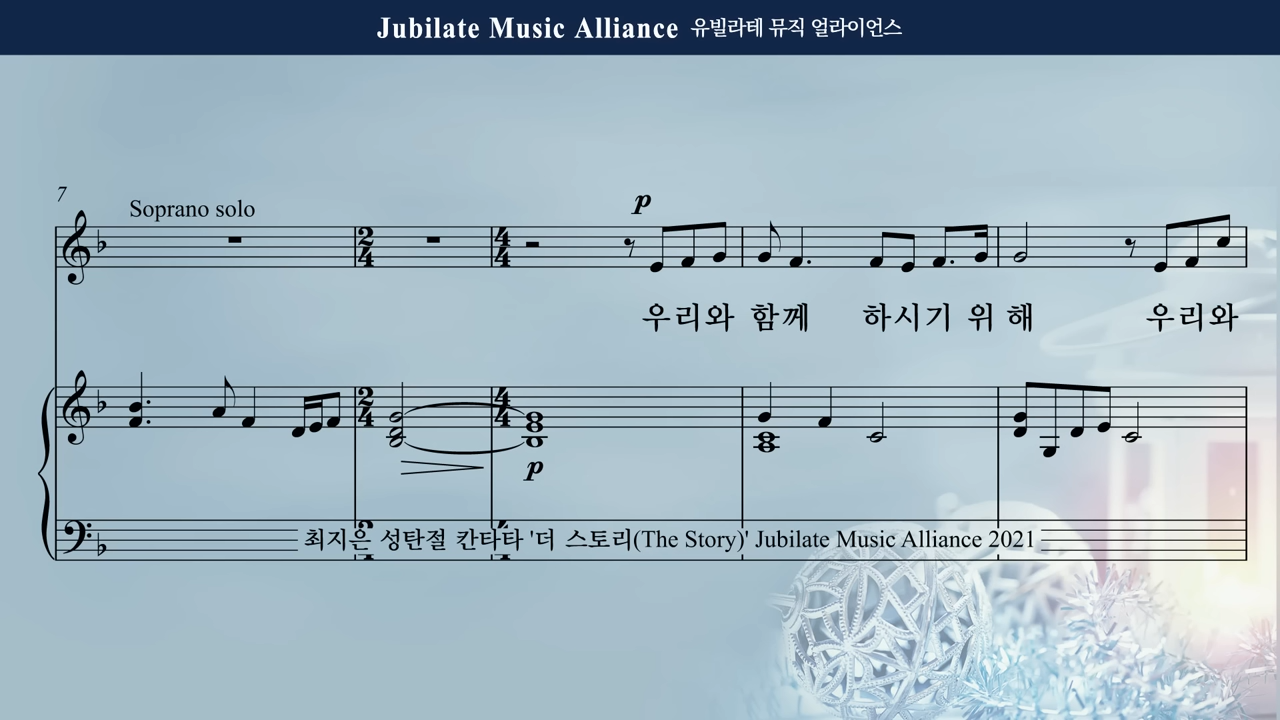 Jubilate Music Alliance 유빌라테 뮤직 얼라이언스
7
Soprano solo
p
우리와 함께 하시기 위 해 우리와
p
최지은 성탄절 칸타타 '더 스토리(The Story)' Jubilate Music Alliance 2021